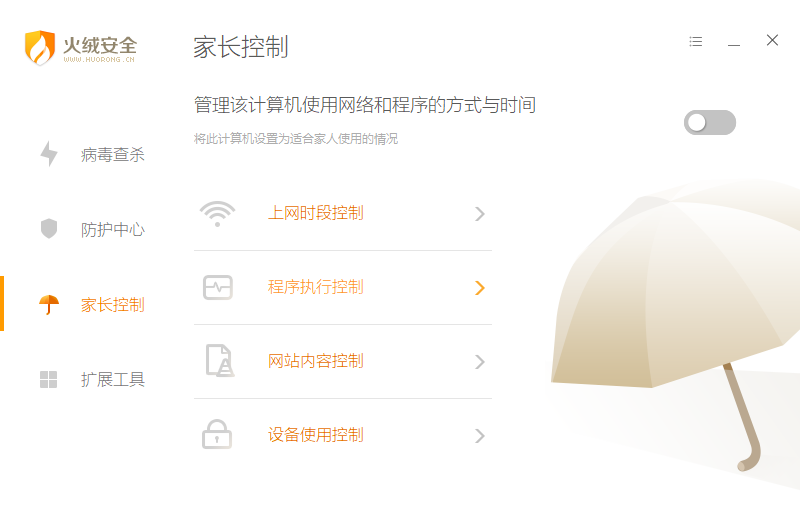 火绒安全
WWW.HUORONG.CN
家长控制
管理该计算机使用网络和程序的方式与时间
将此计算机设置为适合家人使用的情况
病毒查杀
防护中心
家长控制
扩展工具
上网时段控制
程序执行控制
网站内容控制
设备使用控制